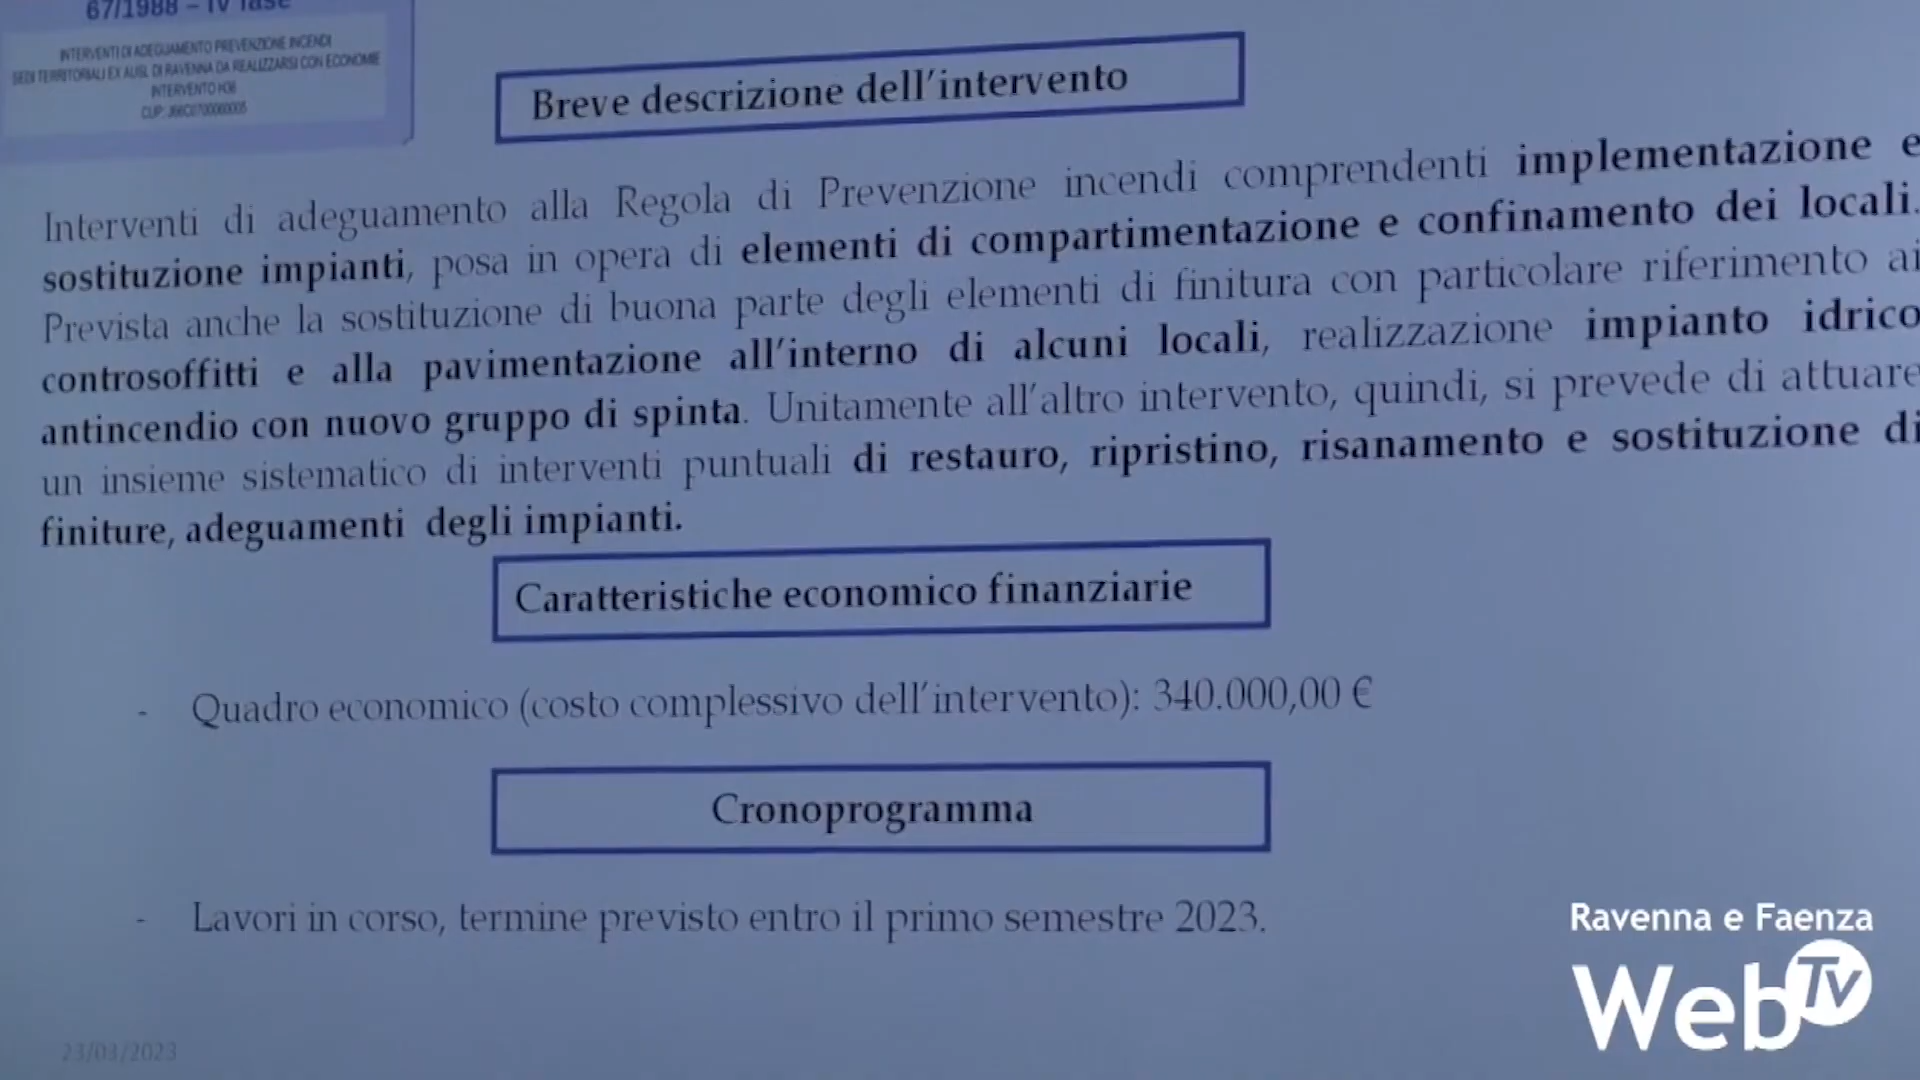 67/1988 – IV fase
INTERVENTI DI ADEGUAMENTO PREVENZIONE INCENDI
SEDI TERRITORIALI EX AUSL DI RAVENNA DA REALIZZARSI CON ECONOMIE
INTERVENTO H36
Breve descrizione dell'intervento
Interventi di adeguamento alla Regola di Prevenzione incendi comprendenti implementazione e
sostituzione impianti, posa in opera di elementi di compartimentazione e confinamento dei locali.
Prevista anche la sostituzione di buona parte degli elementi di finitura con particolare riferimento ai
controsoffitti e alla pavimentazione all'interno di alcuni locali, realizzazione impianto idrico
antincendio con nuovo gruppo di spinta. Unitamente all'altro intervento, quindi, si prevede di attuare
un insieme sistematico di interventi puntuali di restauro, ripristino, risanamento e sostituzione di
finiture, adeguamenti degli impianti.
Caratteristiche economico finanziarie
- Quadro economico (costo complessivo dell'intervento): 340.000,00 €
Cronoprogramma
- Lavori in corso, termine previsto entro il primo semestre 2023.
23/03/2023
Ravenna e Faenza
WebTv